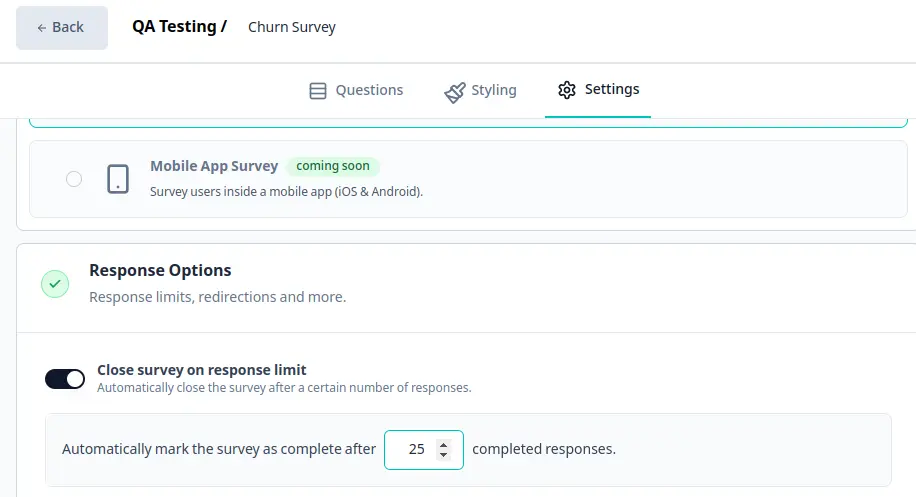 ← Back QA Testing / Churn Survey
Questions Styling Settings
Mobile App Survey coming soon
Survey users inside a mobile app (iOS & Android).
Response Options
Response limits, redirections and more.
Close survey on response limit
Automatically close the survey after a certain number of responses.
Automatically mark the survey as complete after 25 completed responses.